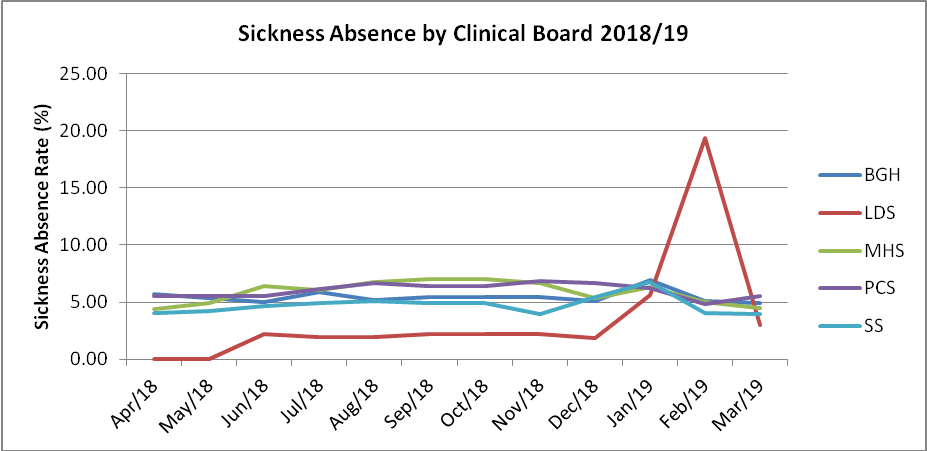 Sickness Absence by Clinical Board 2018/19
Sickness Absence Rate (%)
25.00
20.00
15.00
10.00
5.00
0.00
Apr/18
May/18
Jun/18
Jul/18
Aug/18
Sep/18
Oct/18
Nov/18
Dec/18
Jan/19
Feb/19
Mar/19
BGH
LDS
MHS
PCS
SS